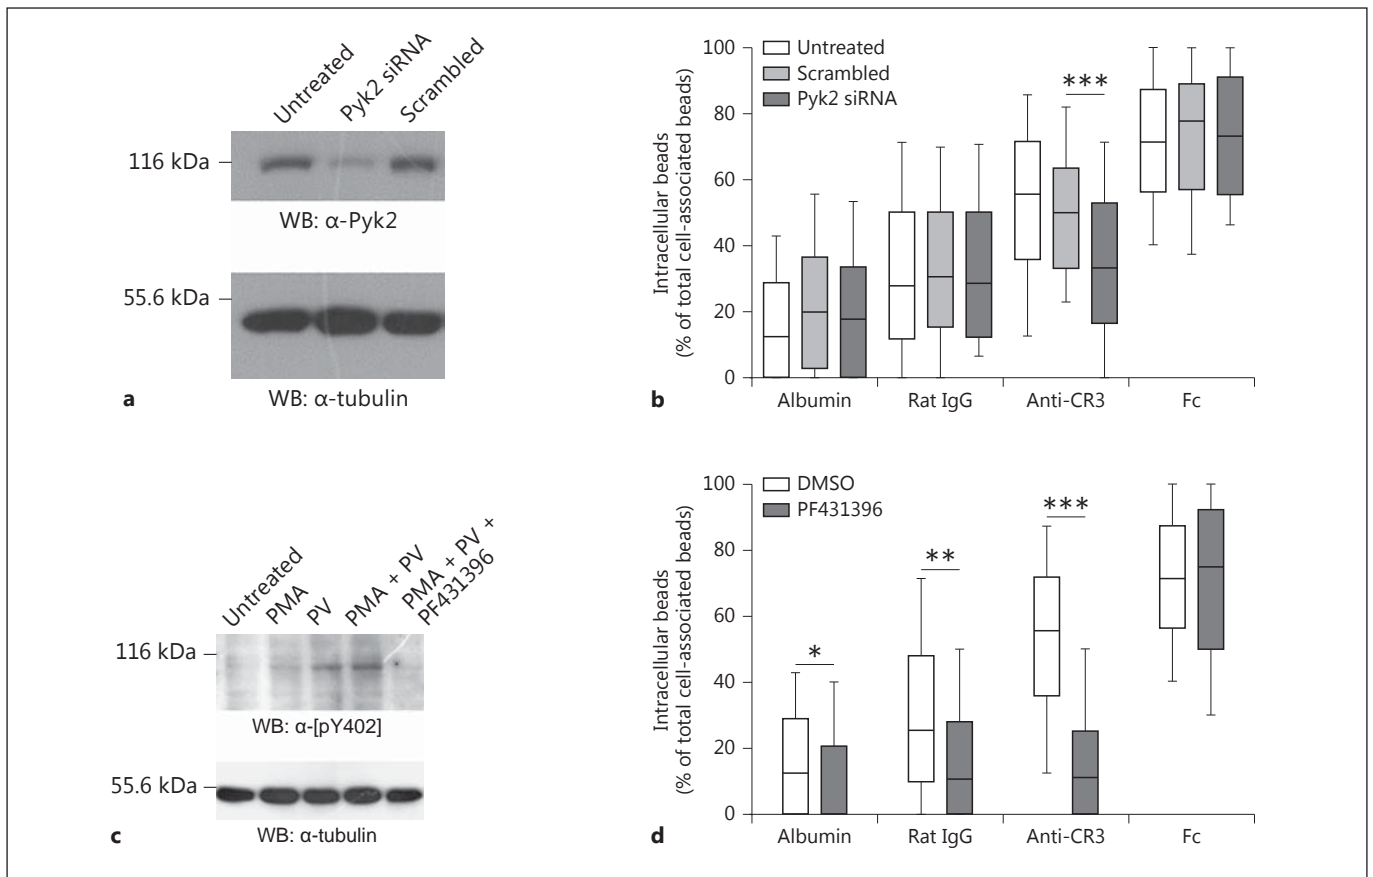 Untreated
Pyk2 siRNA
Scrambled
116 kDa
WB: α-Pyk2
55.6 kDa
WB: α-tubulin
a
Untreated
Scrambled
Pyk2 siRNA
Intracellular beads
(% of total cell-associated beads)
100
80
60
40
20
0
***
Albumin
Rat IgG
Anti-CR3
Fc
b
Untreated
PMA
PV
PMA + PV
PMA + PV +
PF431396
116 kDa
WB: α-[pY402]
55.6 kDa
WB: α-tubulin
c
DMSO
PF431396
Intracellular beads
(% of total cell-associated beads)
100
80
60
40
20
0
*
**
***
Albumin
Rat IgG
Anti-CR3
Fc
d